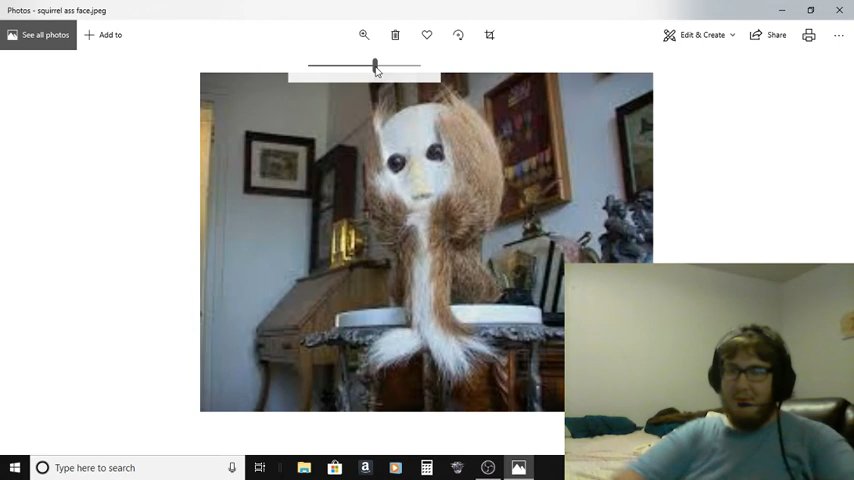 Photos - squirrel ass face.jpeg
See all photos
Add to
Edit & Create
Share
Type here to search
a